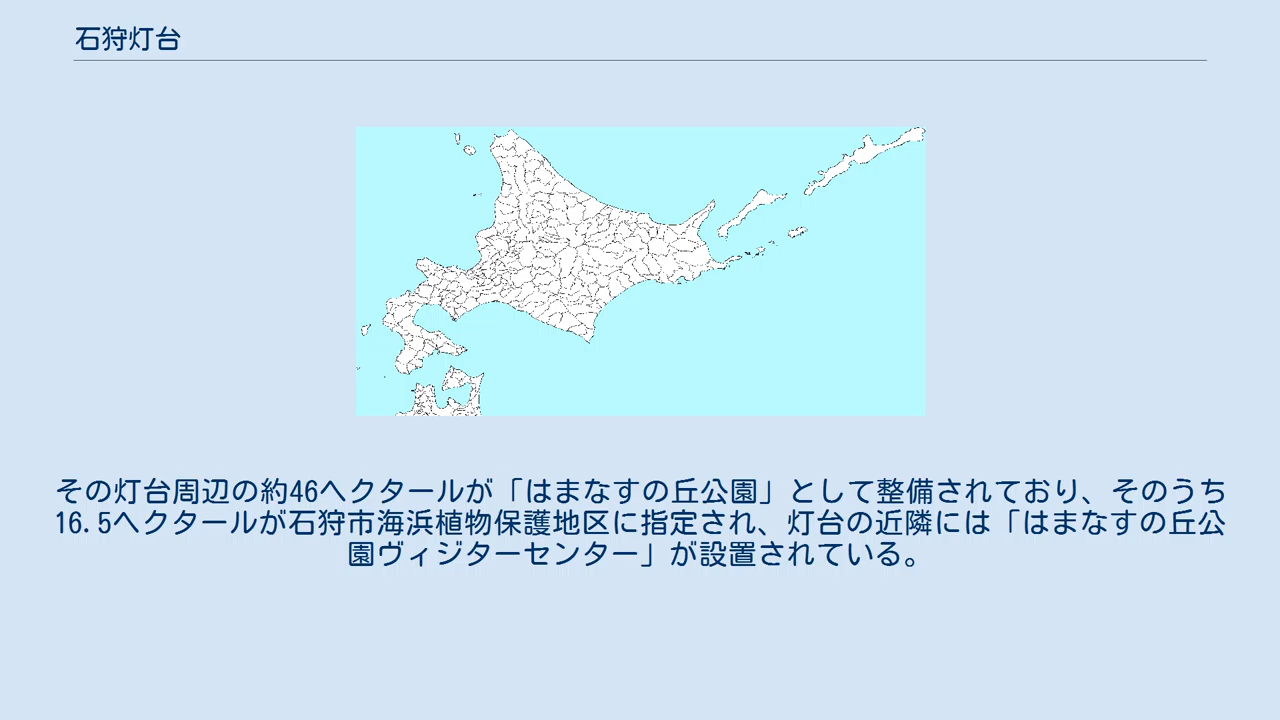 石狩灯台
その灯台周辺の約46ヘクタールが「はまなすの丘公園」として整備されており、そのうち
16.5ヘクタールが石狩市海浜植物保護地区に指定され、灯台の近隣には「はまなすの丘公
園ヴィジターセンター」が設置されている。